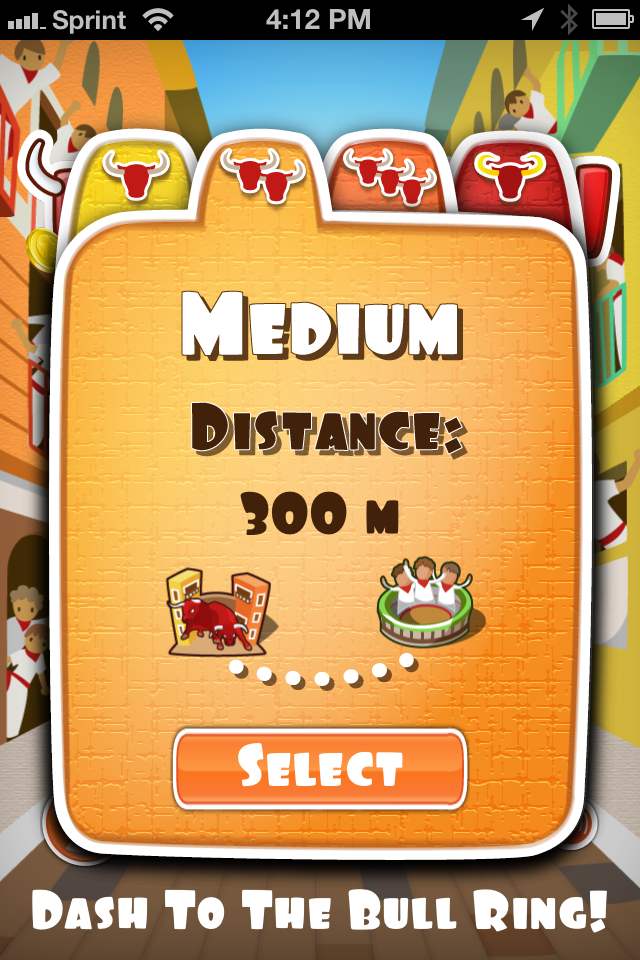 Sprint 4:12 PM
MEDIUM
DISTANCE:
300 M
SELECT
DASH TO THE BULL RING!